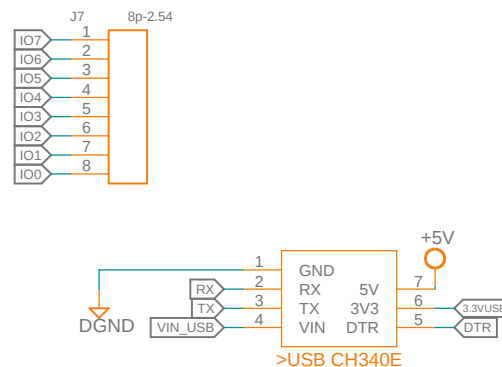 J7 8p-2.54
IO7 1
IO6 2
IO5 3
IO4 4
IO3 5
IO2 6
IO1 7
IO0 8
+5V
1 GND
RX 2 RX 5V 7
TX 3 TX 3V3 6 3.3VUSB
DGND VIN_USB 4 VIN DTR 5 DTR
>USB CH340E